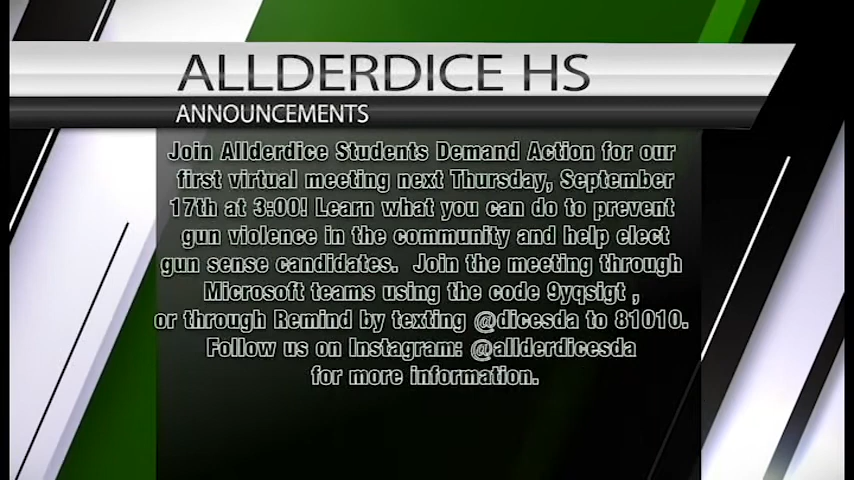 ALLDERDICE HS
ANNOUNCEMENTS
Join Allderdice Students Demand Action for our
first virtual meeting next Thursday, September
17th at 3:00! Learn what you can do to prevent
gun violence in the community and help elect
gun sense candidates.  Join the meeting through
Microsoft teams using the code 9yqsigt ,
or through Remind by texting @dicesda to 81010.
Follow us on Instagram: @allderdicesda
for more information.